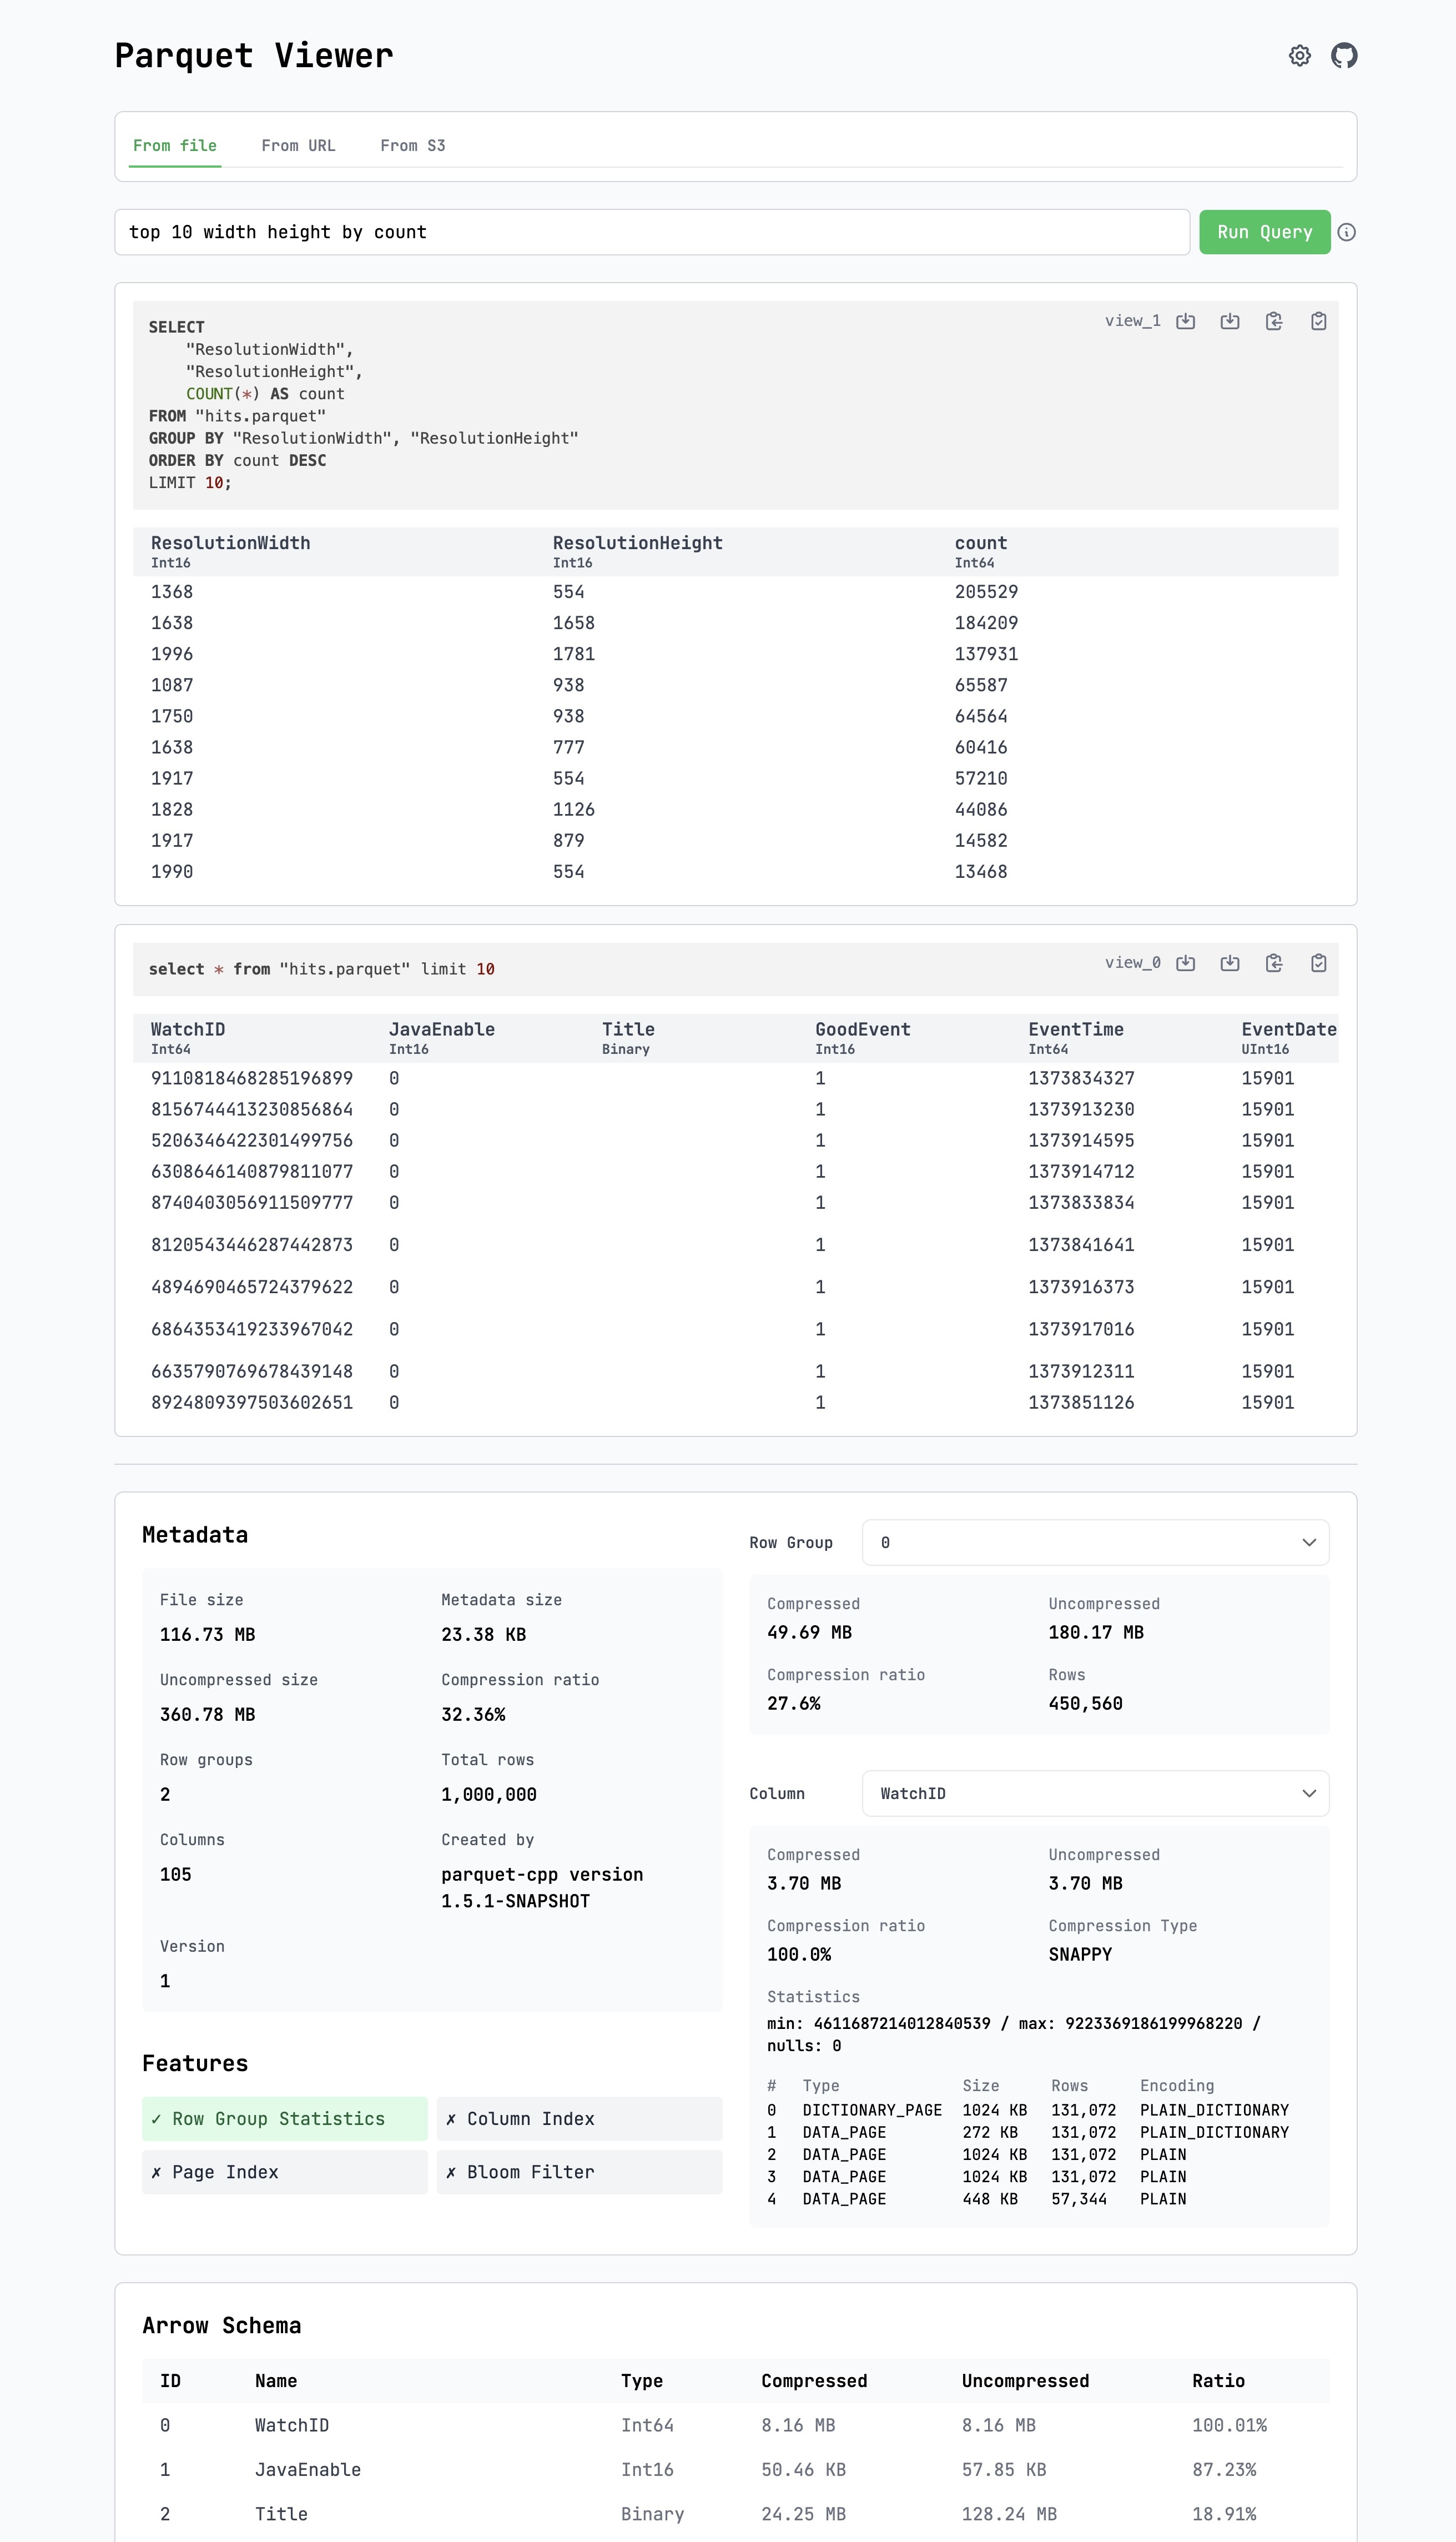 Parquet Viewer
From file From URL From S3
top 10 width height by count Run Query
SELECT view_1
"ResolutionWidth",
"ResolutionHeight",
COUNT(*) AS count
FROM "hits.parquet"
GROUP BY "ResolutionWidth", "ResolutionHeight"
ORDER BY count DESC
LIMIT 10;
ResolutionWidth ResolutionHeight count
Int16 Int16 Int64
1368 554 205529
1638 1658 184209
1996 1781 137931
1087 938 65587
1750 938 64564
1638 777 60416
1917 554 57210
1828 1126 44086
1917 879 14582
1990 554 13468
select * from "hits.parquet" limit 10 view_0
WatchID JavaEnable Title GoodEvent EventTime EventDate
Int64 Int16 Binary Int16 Int64 UInt16
9110818468285196899 0 1 1373834327 15901
8156744413230856864 0 1 1373913230 15901
5206346422301499756 0 1 1373914595 15901
6308646140879811077 0 1 1373914712 15901
8740403056911509777 0 1 1373833834 15901
8120543446287442873 0 1 1373841641 15901
4894690465724379622 0 1 1373916373 15901
6864353419233967042 0 1 1373917016 15901
6635790769678439148 0 1 1373912311 15901
8924809397503602651 0 1 1373851126 15901
Metadata
File size Metadata size
116.73 MB 23.38 KB
Uncompressed size Compression ratio
360.78 MB 32.36%
Row groups Total rows
2 1,000,000
Columns Created by
105 parquet-cpp version
1.5.1-SNAPSHOT
Version
1
Features
✓ Row Group Statistics ✗ Column Index
✗ Page Index ✗ Bloom Filter
Row Group 0
Compressed Uncompressed
49.69 MB 180.17 MB
Compression ratio Rows
27.6% 450,560
Column WatchID
Compressed Uncompressed
3.70 MB 3.70 MB
Compression ratio Compression Type
100.0% SNAPPY
Statistics
min: 4611687214012840539 / max: 9223369186199968220 /
nulls: 0
# Type Size Rows Encoding
0 DICTIONARY_PAGE 1024 KB 131,072 PLAIN_DICTIONARY
1 DATA_PAGE 272 KB 131,072 PLAIN_DICTIONARY
2 DATA_PAGE 1024 KB 131,072 PLAIN
3 DATA_PAGE 1024 KB 131,072 PLAIN
4 DATA_PAGE 448 KB 57,344 PLAIN
Arrow Schema
ID Name Type Compressed Uncompressed Ratio
0 WatchID Int64 8.16 MB 8.16 MB 100.01%
1 JavaEnable Int16 50.46 KB 57.85 KB 87.23%
2 Title Binary 24.25 MB 128.24 MB 18.91%